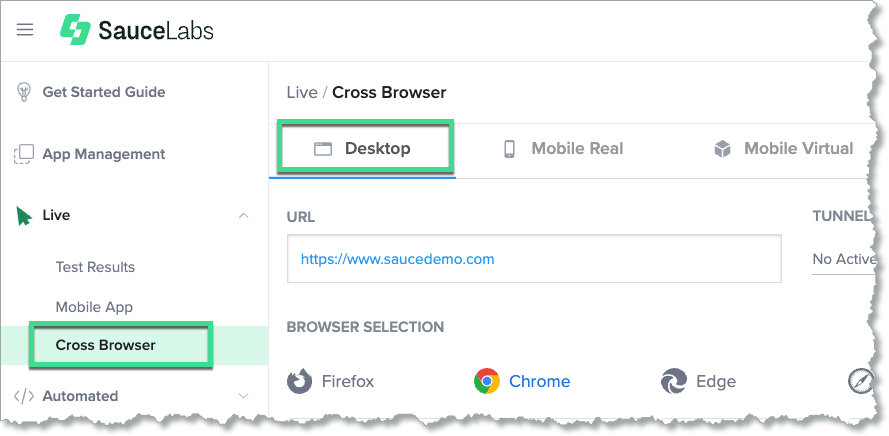 SauceLabs
Get Started Guide
App Management
Live
Test Results
Mobile App
Cross Browser
Automated
Live / Cross Browser
Desktop
Mobile Real
Mobile Virtual
URL
TUNNEL
https://www.saucedemo.com
No Active
BROWSER SELECTION
Firefox
Chrome
Edge